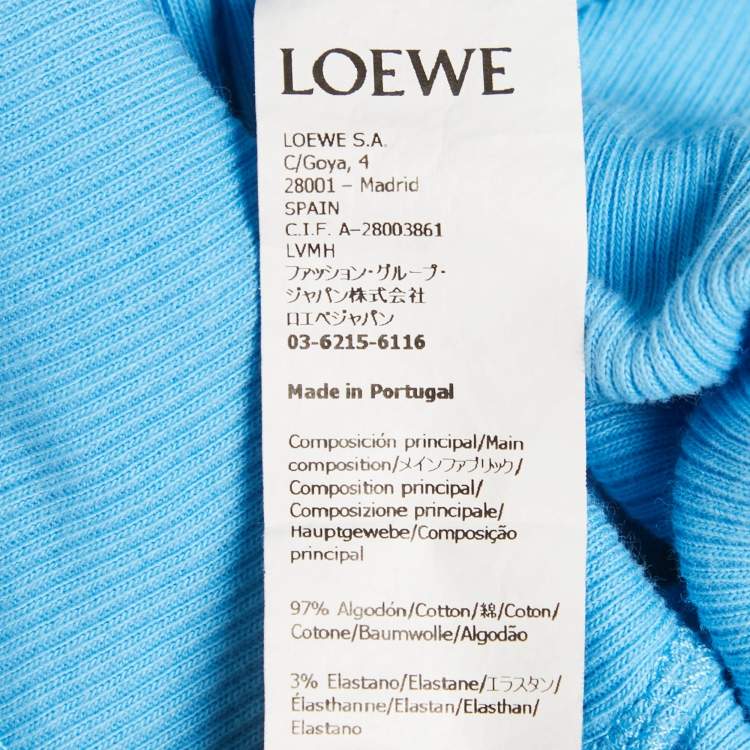 LOEWE
LOEWE S.A.
C/Goya, 4
28001 – Madrid
SPAIN
C.I.F. A-28003861
LVMH
ファッション・グループ・
ジャパン株式会社
ロエベジャパン
03-6215-6116
Made in Portugal
Composición principal/Main
composition/メインファブリック/
Composition principal/
Composizione principale/
Hauptgewebe/Composição
principal
97% Algodón/Cotton/綿/Coton/
Cotone/Baumwolle/Algodão
3% Elastano/Elastane/エラスタン/
Élasthanne/Elastan/Elasthan/
Elastano